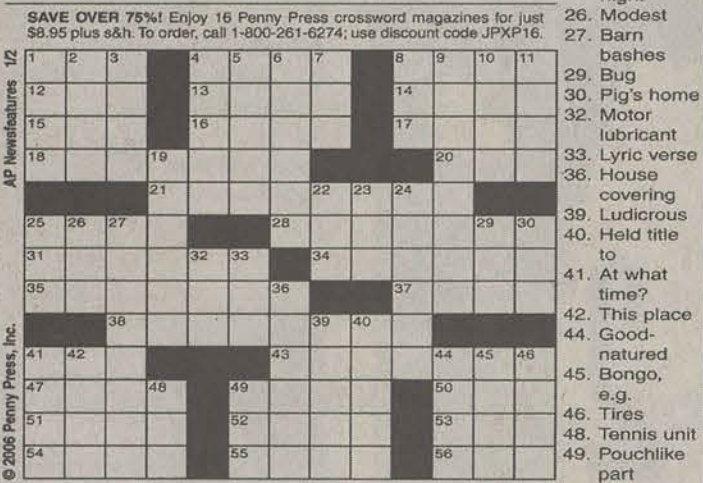 SAVE OVER 75%! Enjoy 16 Penny Press crossword magazines for just
$8.95 plus s&h. To order, call 1-800-261-6274; use discount code JPXP16.
AP Newsfeatures 1/2
© 2006 Penny Press, Inc.
1 2 3 4 5 6 7 8 9 10 11
12 13 14
15 16 17
18 19 20
21 22 23 24
25 26 27 28 29 30
31 32 33 34
35 36 37
38 39 40
41 42 43 44 45 46
47 48 49 50
51 52 53
54 55 56
26. Modest
27. Barn
bashes
29. Bug
30. Pig's home
32. Motor
lubricant
33. Lyric verse
36. House
covering
39. Ludicrous
40. Held title
to
41. At what
time?
42. This place
44. Good-
natured
45. Bongo,
e.g.
46. Tires
48. Tennis unit
49. Pouchlike
part